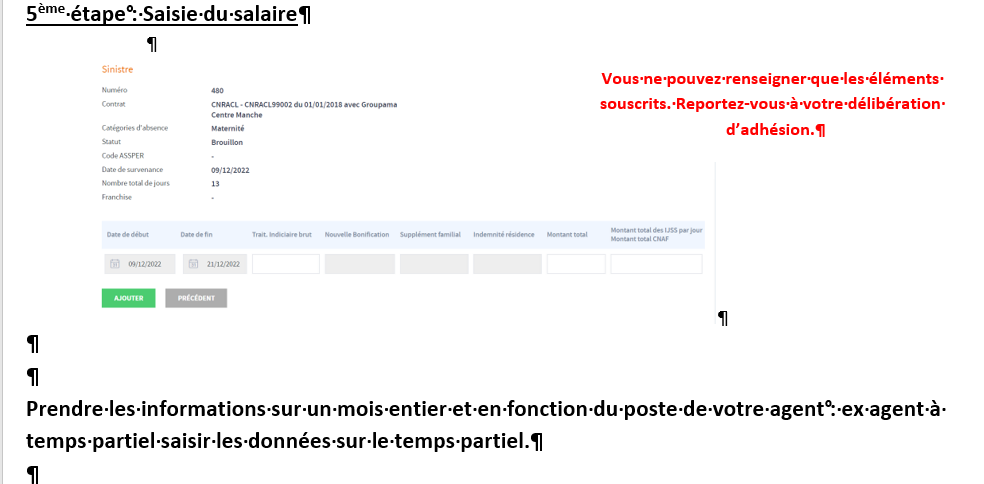 5ème étape : Saisie du salaire¶
¶
Sinistre
Vous ne pouvez renseigner que les éléments
souscrits. Reportez-vous à votre délibération
d’adhésion.¶
Numéro 480
Contrat CNRACL - CNRACL99002 du 01/01/2018 avec Groupama
Centre Manche
Catégories d'absence Maternité
Statut Brouillon
Code ASSPER -
Date de survenance 09/12/2022
Nombre total de jours 13
Franchise -
Date de début Date de fin Trait. Indiciaire brut Nouvelle Bonification Supplément familial Indemnité résidence Montant total Montant total des IJSS par jour
Montant total CNAF
09/12/2022 21/12/2022
AJOUTER PRÉCÉDENT
¶
¶
¶
Prendre les informations sur un mois entier et en fonction du poste de votre agent : ex agent à
temps partiel saisir les données sur le temps partiel.¶
¶